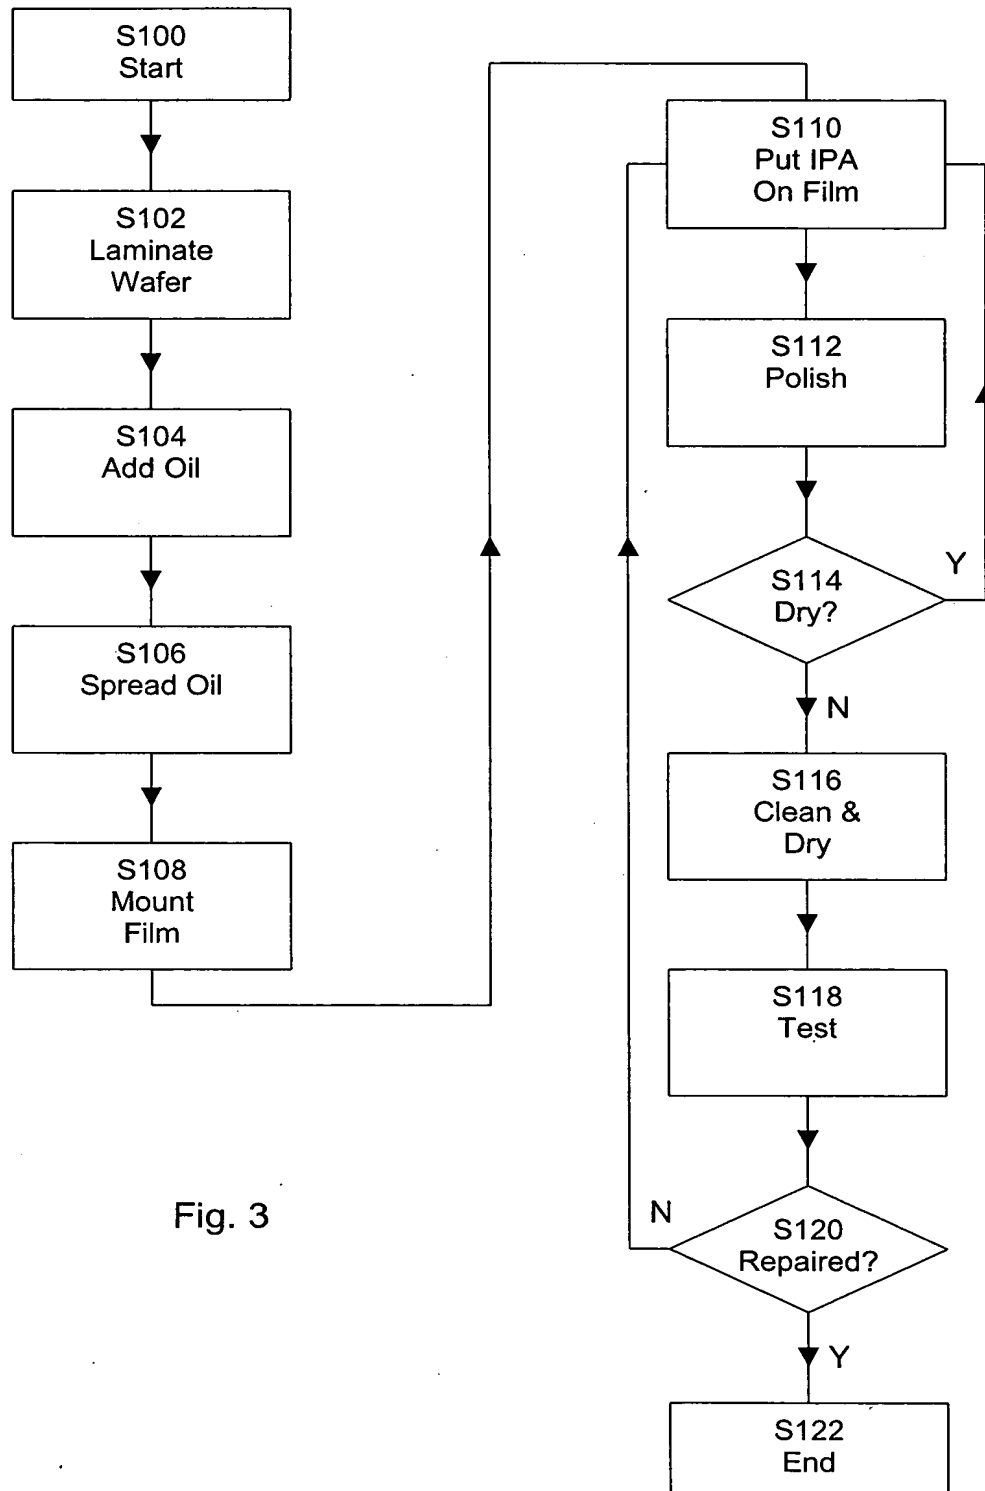 S100
Start
S102
Laminate
Wafer
S104
Add Oil
S106
Spread Oil
S108
Mount
Film
S110
Put IPA
On Film
S112
Polish
S114
Dry?
Y
N
S116
Clean &
Dry
S118
Test
S120
Repaired?
N
Y
S122
End
Fig. 3